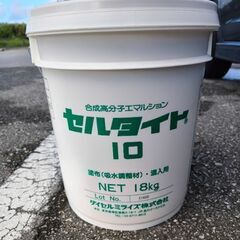 合成高分子エマルション
セルタイト
10
塗布(吸水調整材)・混入用
NET 18kg
Lot No.
ダイセルミライズ株式会社